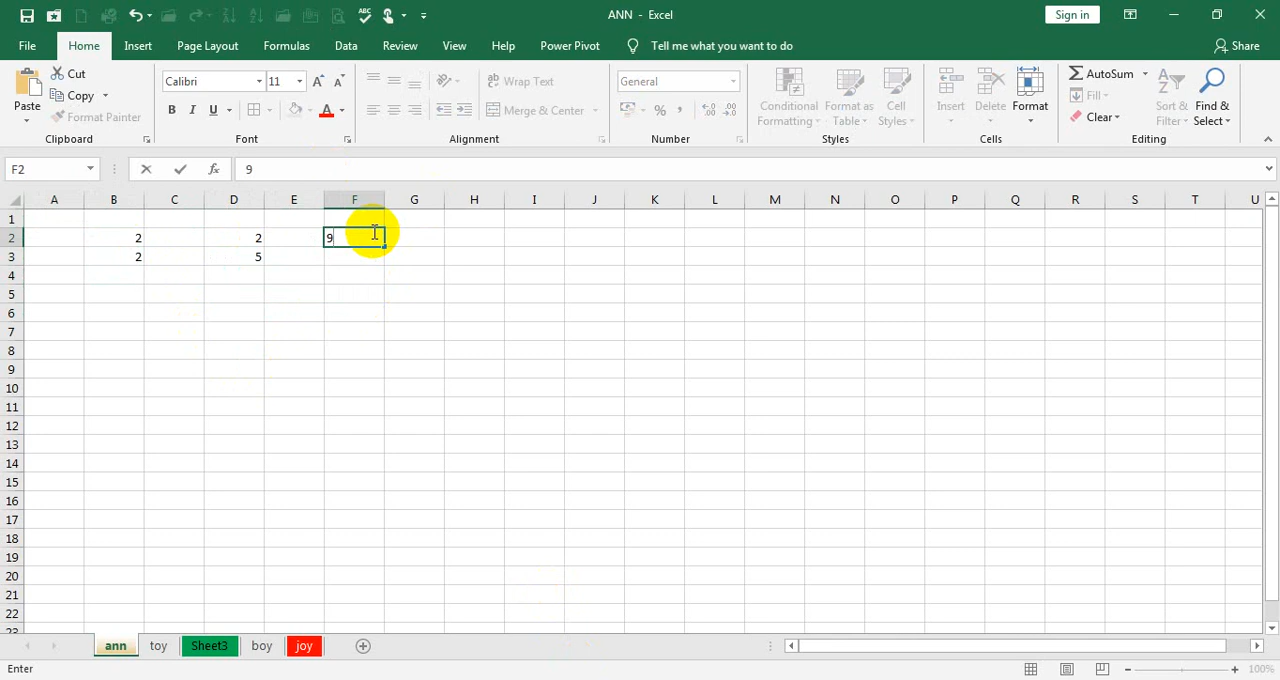 ANN - Excel
Sign in
File Home Insert Page Layout Formulas Data Review View Help Power Pivot Tell me what you want to do Share
Paste
Cut
Copy
Format Painter
Clipboard
Calibri 11
Font
Wrap Text
Merge & Center
Alignment
General
Number
Conditional Formatting
Format as Table
Cell Styles
Styles
Insert
Delete
Format
Cells
AutoSum
Fill
Clear
Sort & Filter
Find & Select
Editing
F2 fx 9
A B C D E F G H I J K L M N O P Q R S T U
1
2 2 2 9
3 2 5
4
5
6
7
8
9
10
11
12
13
14
15
16
17
18
19
20
21
22
23
ann toy Sheet3 boy joy
Enter 100%